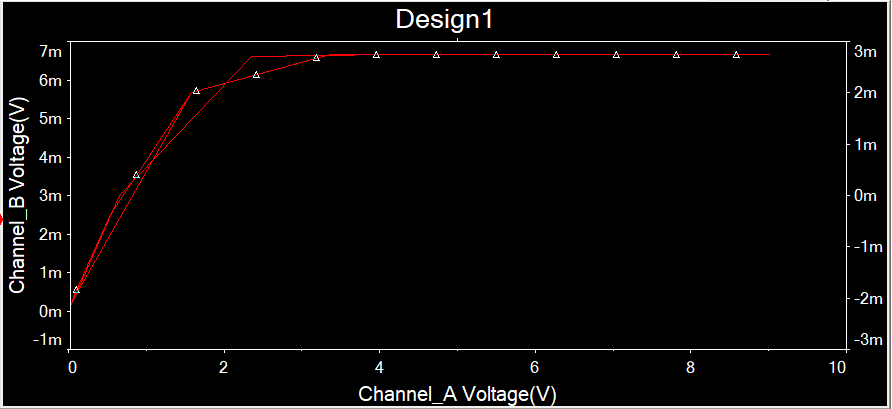 Design1
7m
6m
5m
4m
3m
2m
1m
0m
-1m
Channel_B Voltage(V)
3m
2m
1m
0m
-1m
-2m
-3m
0 2 4 6 8 10
Channel_A Voltage(V)